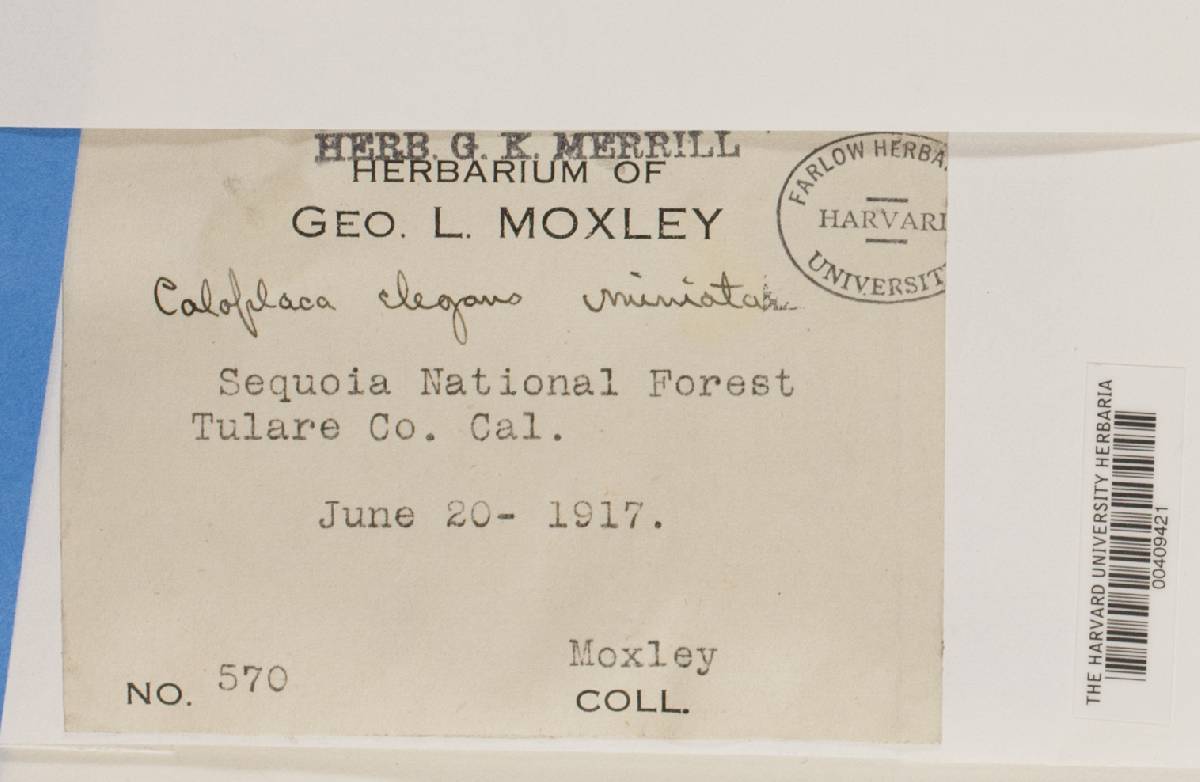 HERB. G. K. MERRILL
HERBARIUM OF
GEO. L. MOXLEY
FARLOW HERBA
HARVARD
UNIVERSIT
Caloplaca elegans miniata
Sequoia National Forest
Tulare Co. Cal.
June 20- 1917.
Moxley
NO. 570
COLL.
THE HARVARD UNIVERSITY HERBARIA
00409421